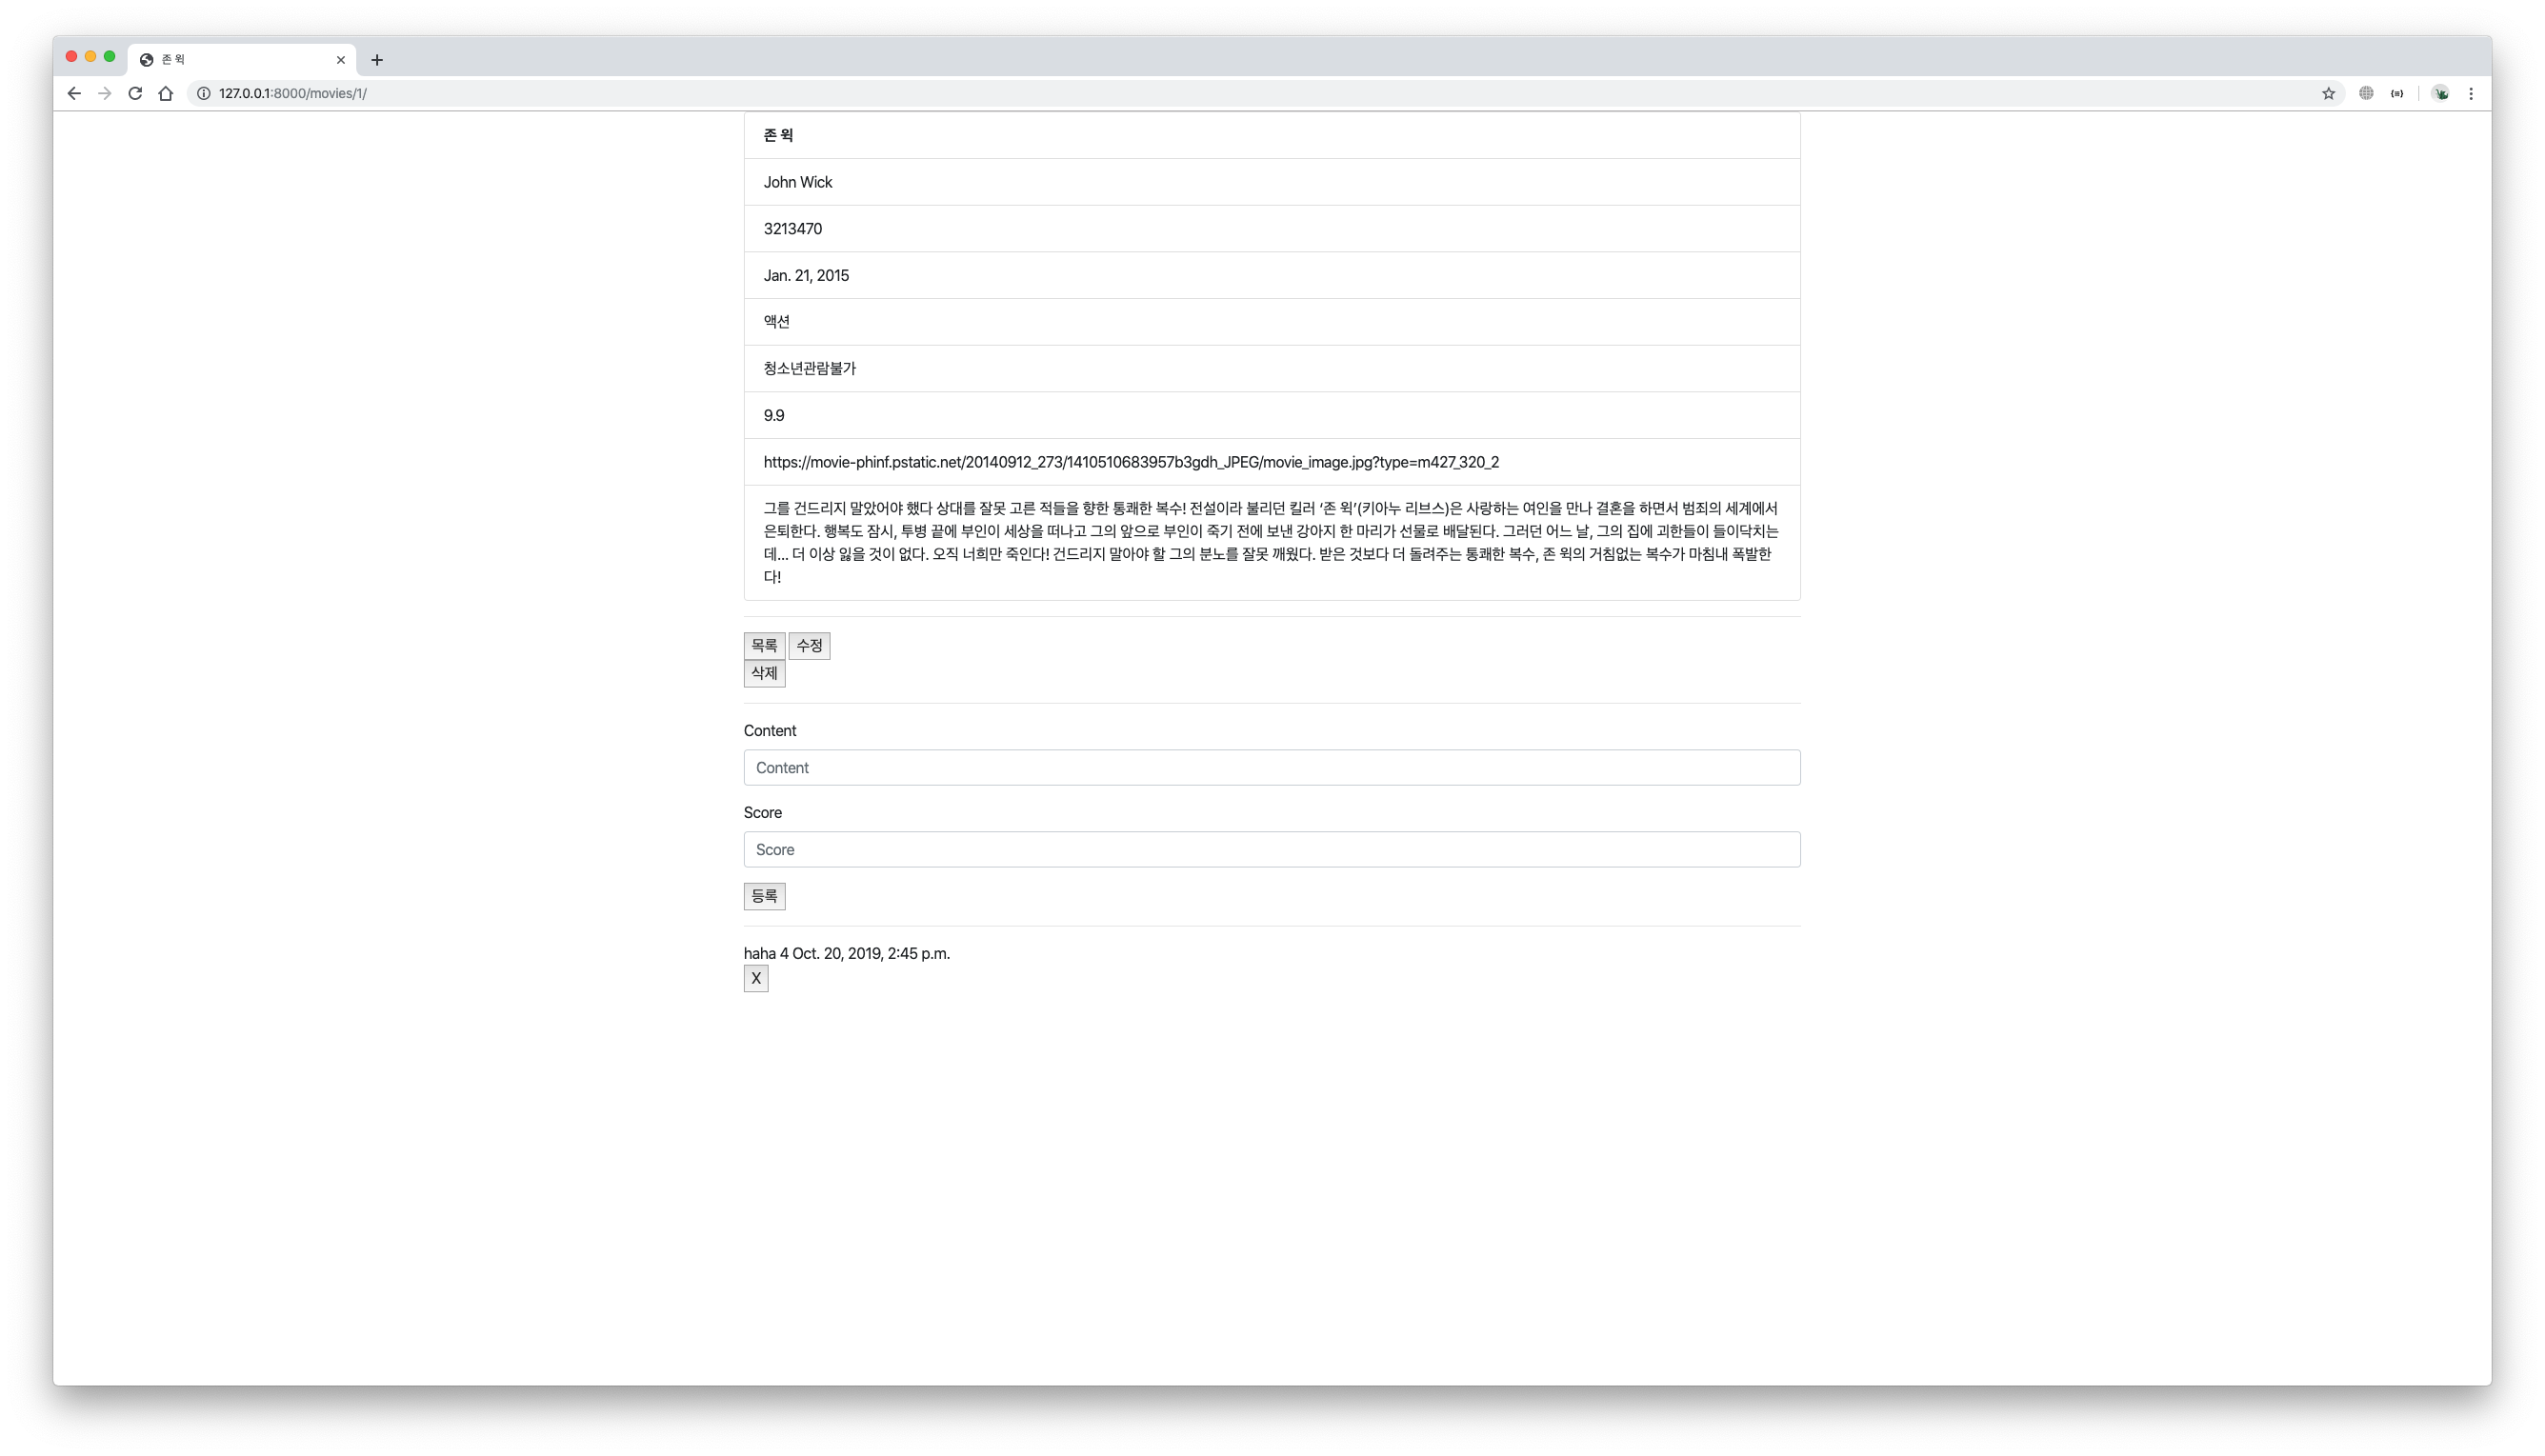 존 윅
127.0.0.1:8000/movies/1/
존 윅
John Wick
3213470
Jan. 21, 2015
액션
청소년관람불가
9.9
https://movie-phinf.pstatic.net/20140912_273/1410510683957b3gdh_JPEG/movie_image.jpg?type=m427_320_2
그를 건드리지 말았어야 했다 상대를 잘못 고른 적들을 향한 통쾌한 복수! 전설이라 불리던 킬러 ‘존 윅’(키아누 리브스)은 사랑하는 여인을 만나 결혼을 하면서 범죄의 세계에서
은퇴한다. 행복도 잠시, 투병 끝에 부인이 세상을 떠나고 그의 앞으로 부인이 죽기 전에 보낸 강아지 한 마리가 선물로 배달된다. 그러던 어느 날, 그의 집에 괴한들이 들이닥치는
데... 더 이상 잃을 것이 없다. 오직 너희만 죽인다! 건드리지 말아야 할 그의 분노를 잘못 깨웠다. 받은 것보다 더 돌려주는 통쾌한 복수, 존 윅의 거침없는 복수가 마침내 폭발한
다!
목록 수정
삭제
Content
Content
Score
Score
등록
haha 4 Oct. 20, 2019, 2:45 p.m.
X